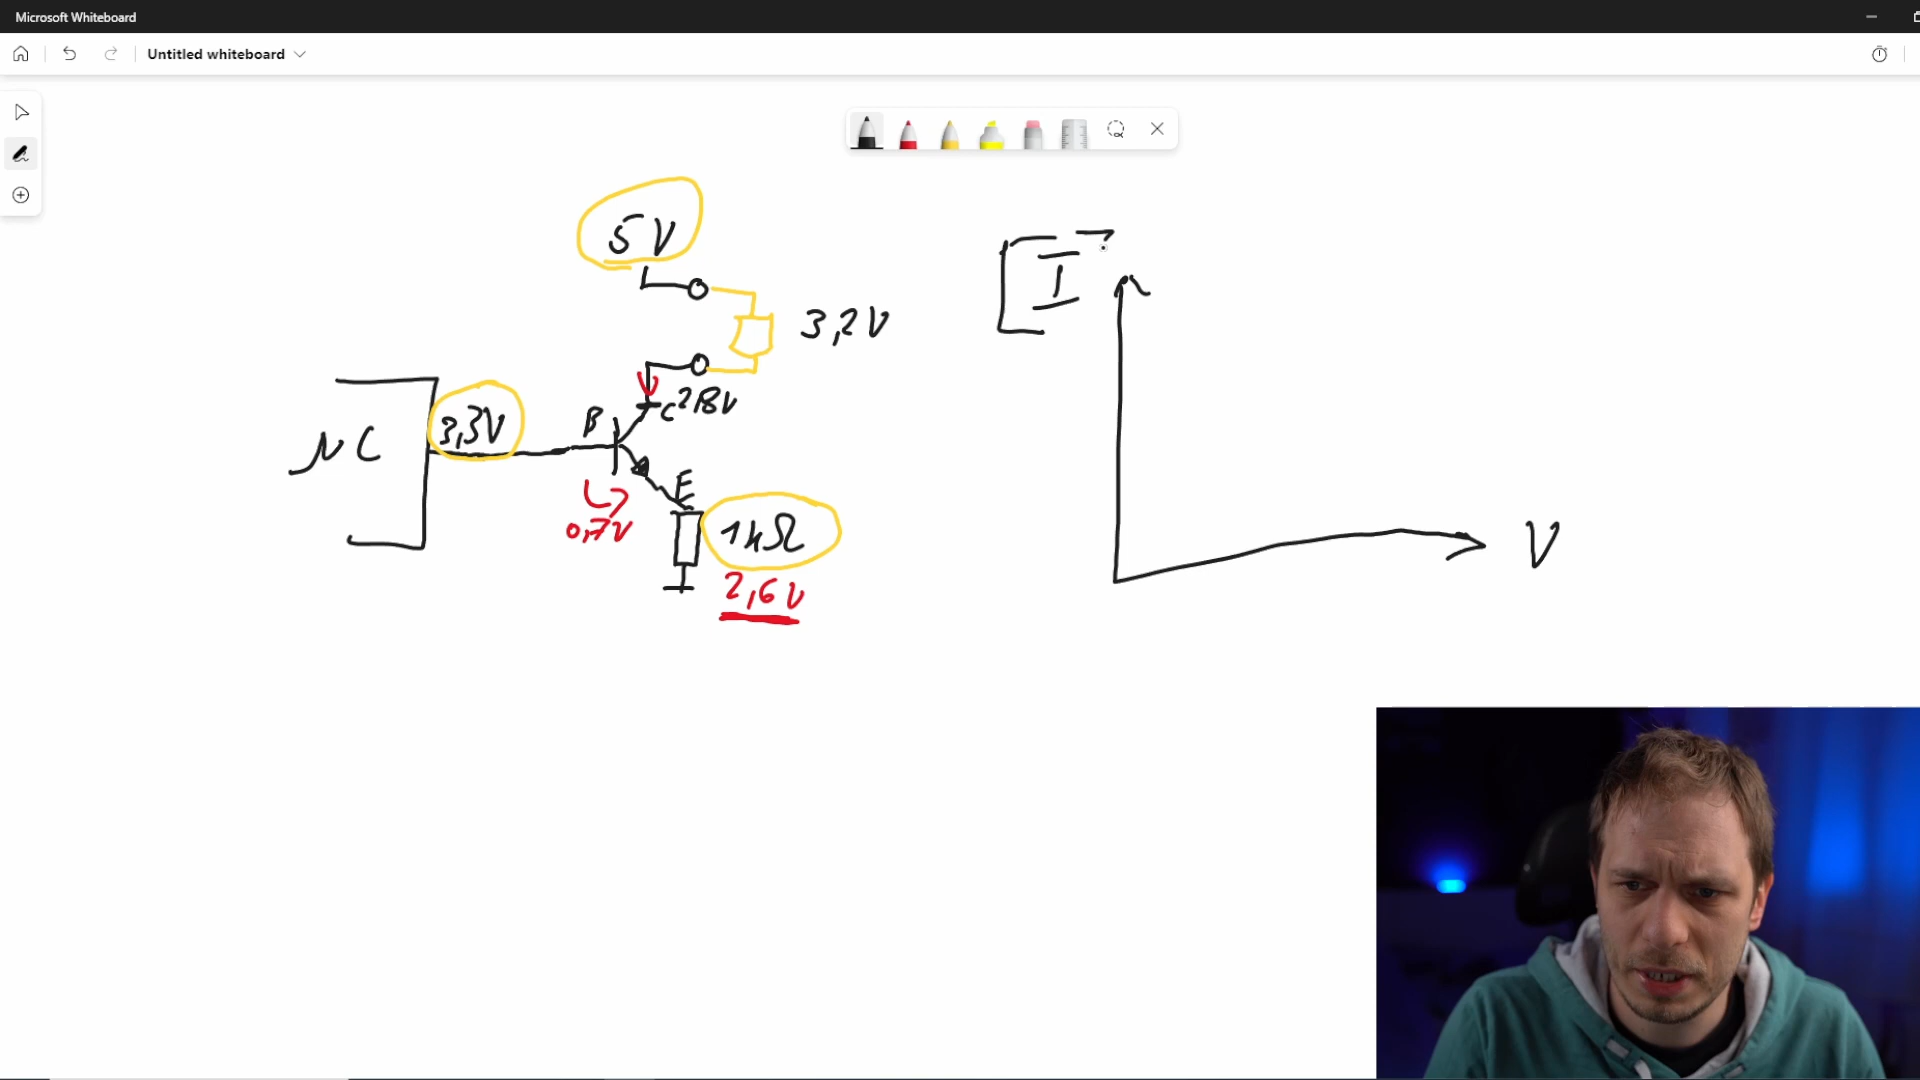 Microsoft Whiteboard
Untitled whiteboard
5V
3,2V
I
2,8V
C
B
3,3V
µC
E
0,7V
1kΩ
2,6V
V